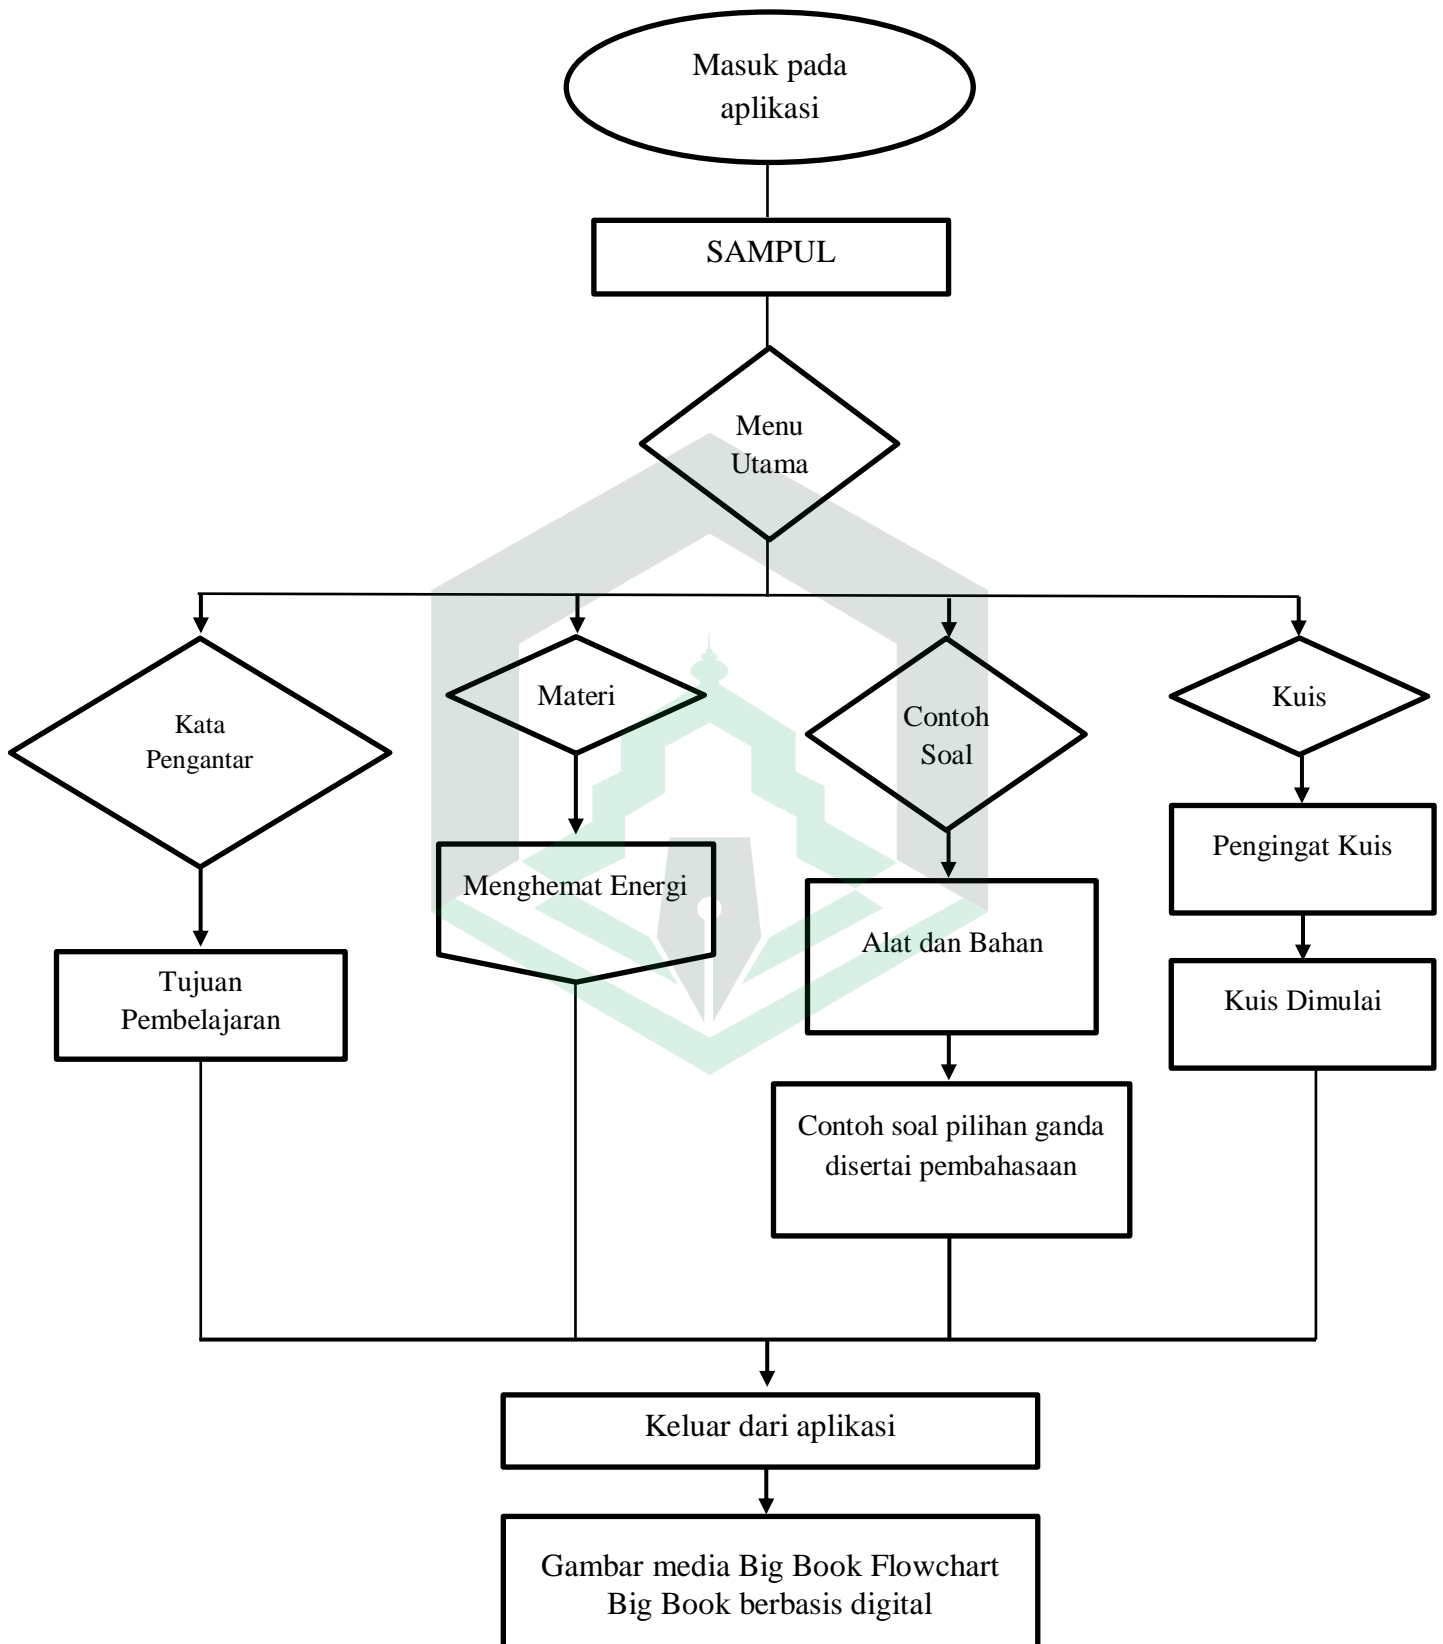 Masuk pada
aplikasi
SAMPUL
Menu
Utama
Kata
Pengantar
Materi
Contoh
Soal
Kuis
Tujuan
Pembelajaran
Menghemat Energi
Alat dan Bahan
Contoh soal pilihan ganda
disertai pembahasaan
Pengingat Kuis
Kuis Dimulai
Keluar dari aplikasi
Gambar media Big Book Flowchart
Big Book berbasis digital